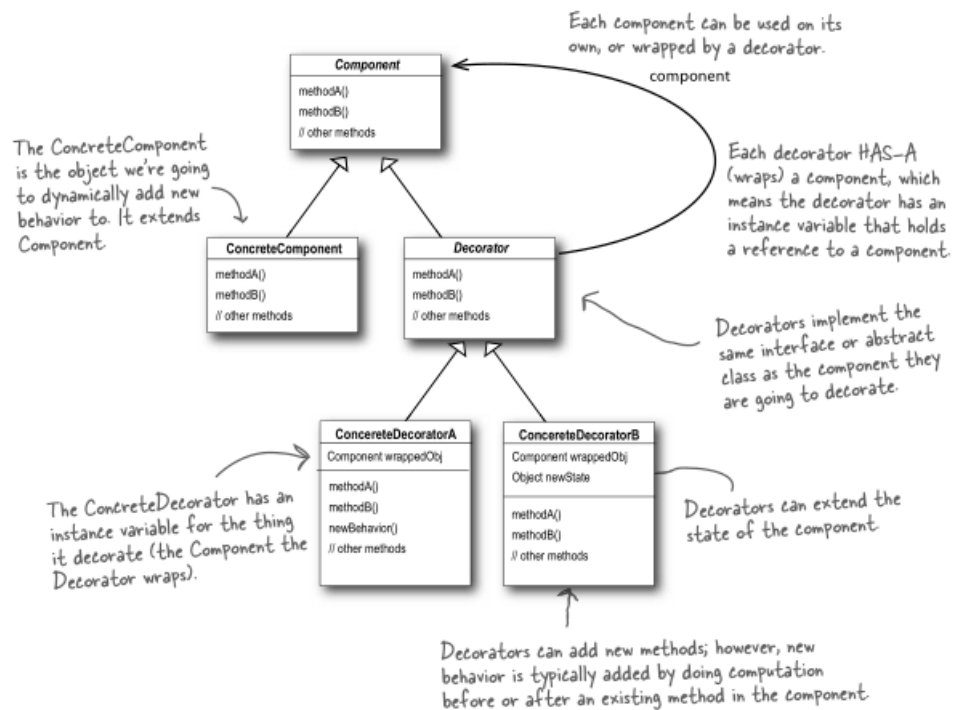 Each component can be used on its
own, or wrapped by a decorator.
component
Component
methodA()
methodB()
// other methods
The ConcreteComponent
is the object we're going
to dynamically add new
behavior to. It extends
Component.
Each decorator HAS-A
(wraps) a component, which
means the decorator has an
instance variable that holds
a reference to a component.
ConcreteComponent
methodA()
methodB()
// other methods
Decorator
methodA()
methodB()
// other methods
Decorators implement the
same interface or abstract
class as the component they
are going to decorate.
ConcereteDecoratorA
Component wrappedObj
methodA()
methodB()
newBehavior()
// other methods
ConcereteDecoratorB
Component wrappedObj
Object newState
methodA()
methodB()
// other methods
The ConcreteDecorator has an
instance variable for the thing
it decorate (the Component the
Decorator wraps).
Decorators can extend the
state of the component.
Decorators can add new methods; however, new
behavior is typically added by doing computation
before or after an existing method in the component.